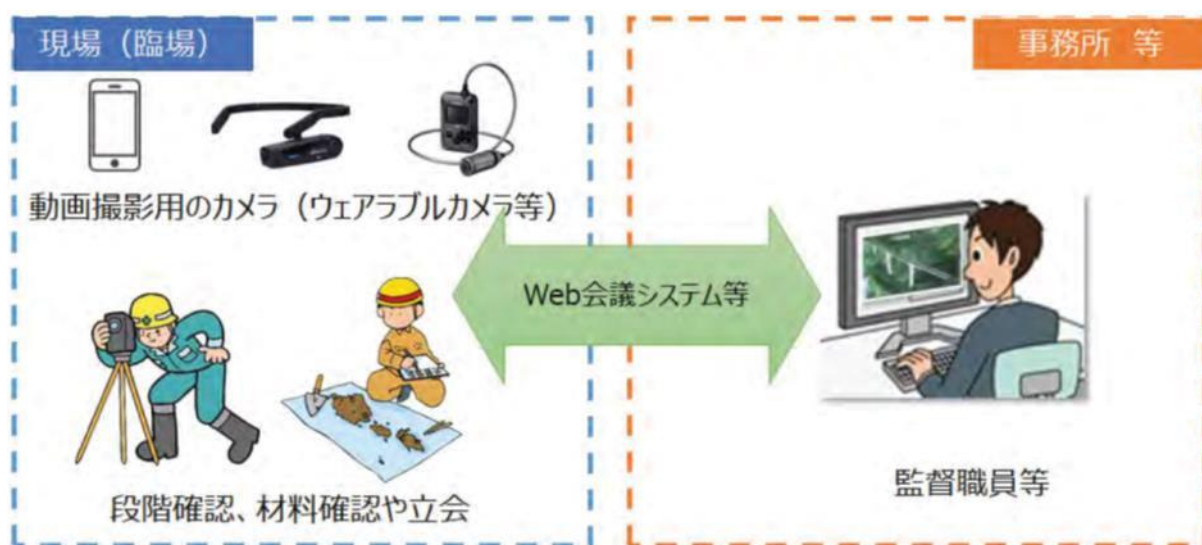 現場（臨場）
動画撮影用のカメラ（ウェアラブルカメラ等）
段階確認、材料確認や立会
Web会議システム等
事務所 等
監督職員等